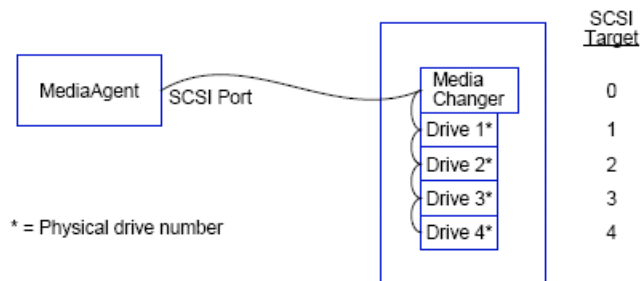 SCSI
Target
MediaAgent
SCSI Port
Media
Changer
0
Drive 1*
1
Drive 2*
2
Drive 3*
3
Drive 4*
4
* = Physical drive number